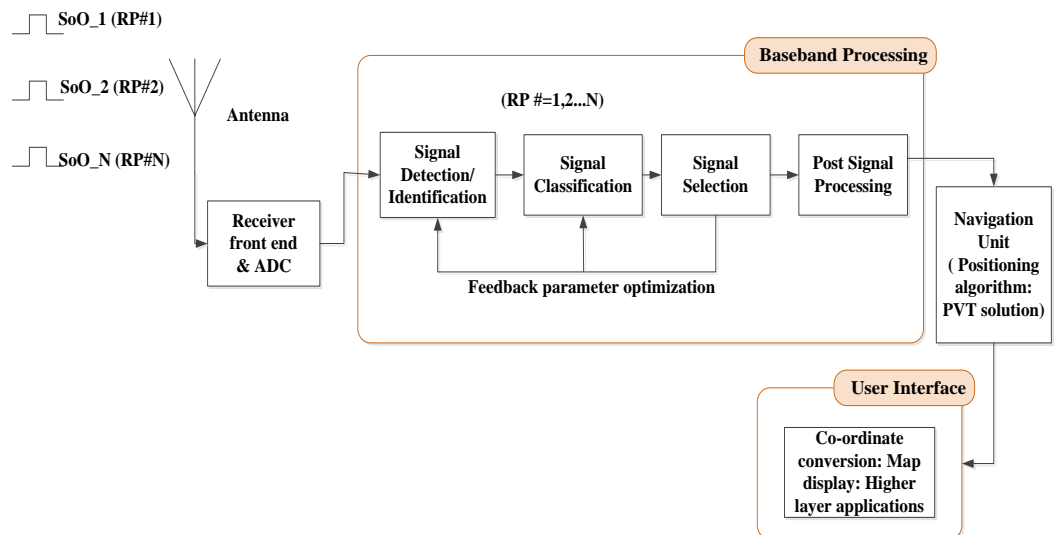 SoO_1 (RP#1)
SoO_2 (RP#2)
SoO_N (RP#N)
Antenna
Receiver
front end
& ADC
Baseband Processing
(RP #=1,2...N)
Signal
Detection/
Identification
Signal
Classification
Signal
Selection
Post Signal
Processing
Feedback parameter optimization
Navigation
Unit
( Positioning
algorithm:
PVT solution)
User Interface
Co-ordinate
conversion: Map
display: Higher
layer applications